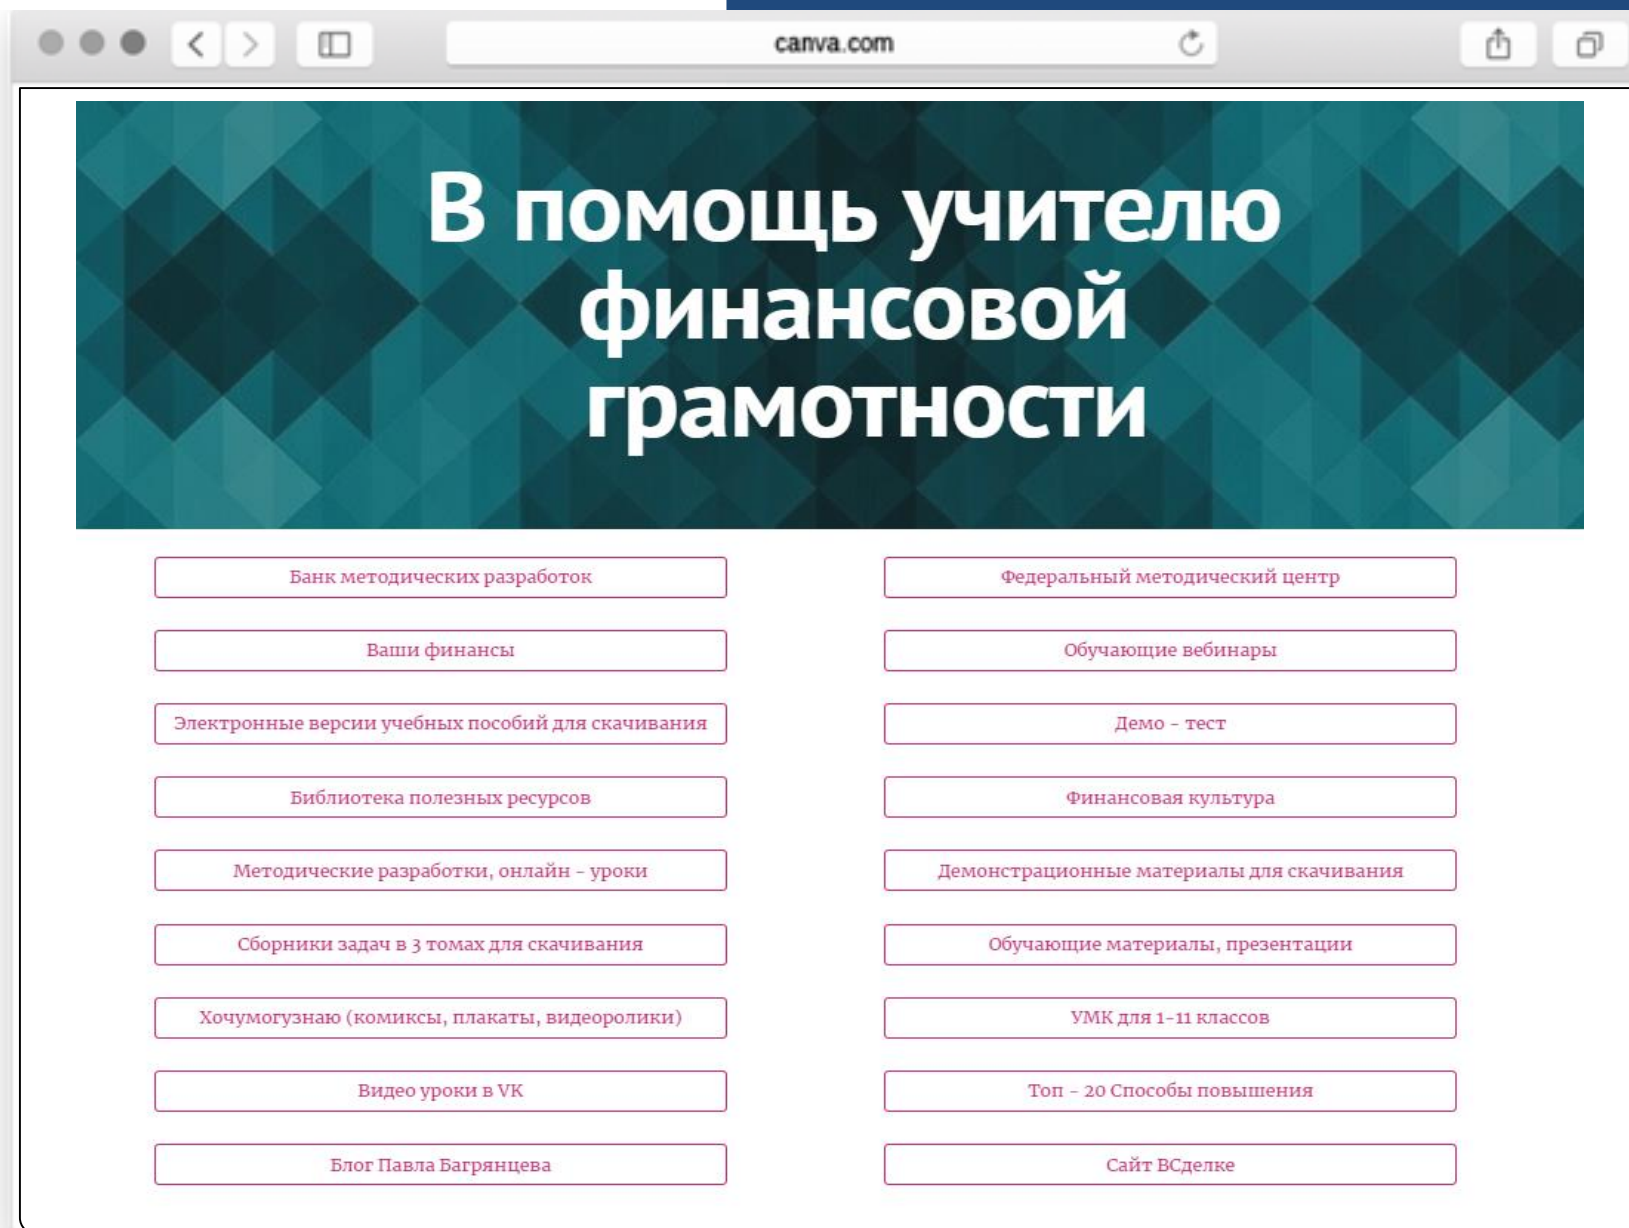 canva.com
В помощь учителю
финансовой
грамотности
Банк методических разработок
Федеральный методический центр
Ваши финансы
Обучающие вебинары
Электронные версии учебных пособий для скачивания
Демо - тест
Библиотека полезных ресурсов
Финансовая культура
Методические разработки, онлайн - уроки
Демонстрационные материалы для скачивания
Сборники задач в 3 томах для скачивания
Обучающие материалы, презентации
Хочумогузнаю (комиксы, плакаты, видеоролики)
УМК для 1-11 классов
Видео уроки в VK
Топ - 20 Способы повышения
Блог Павла Багрянцева
Сайт ВСделке